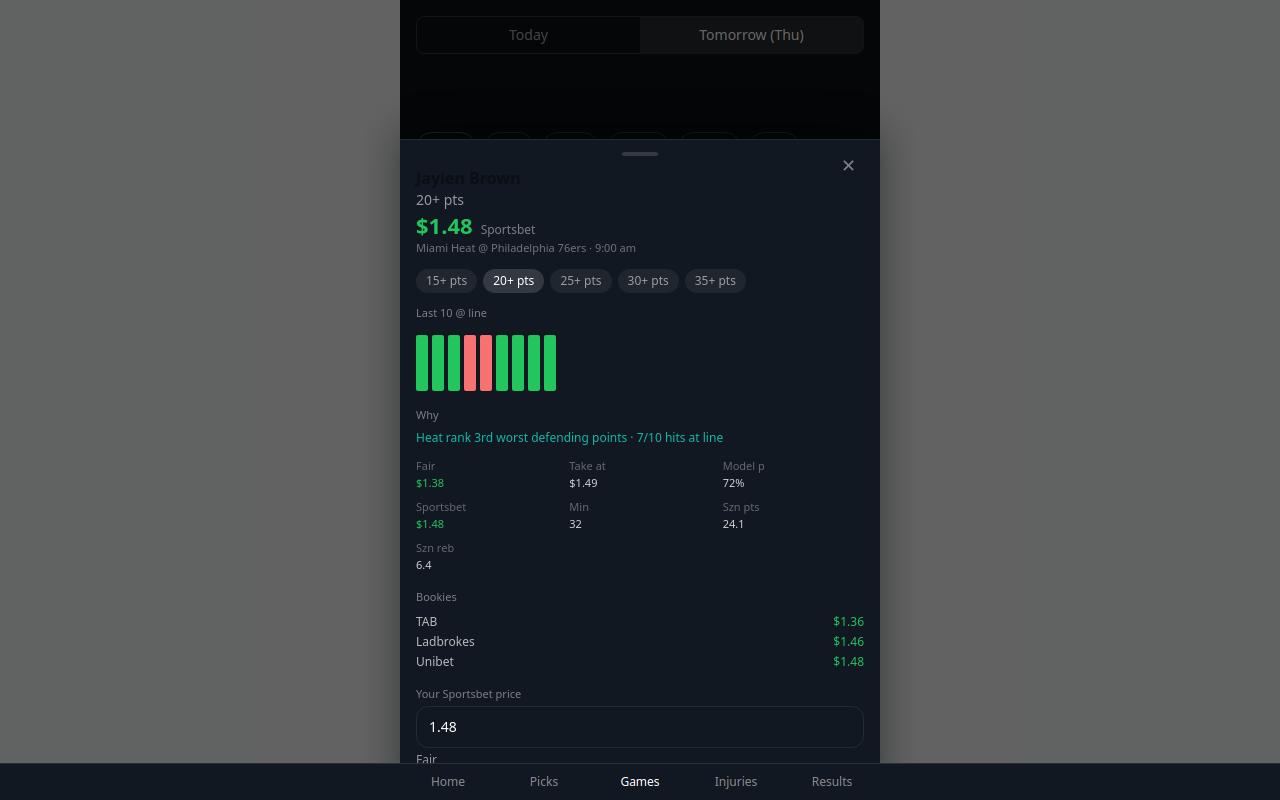 Today
Tomorrow (Thu)
✕
Jaylen Brown
20+ pts
$1.48 Sportsbet
Miami Heat @ Philadelphia 76ers · 9:00 am
15+ pts 20+ pts 25+ pts 30+ pts 35+ pts
Last 10 @ line
Why
Heat rank 3rd worst defending points · 7/10 hits at line
Fair Take at Model p
$1.38 $1.49 72%
Sportsbet Min Szn pts
$1.48 32 24.1
Szn reb
6.4
Bookies
TAB $1.36
Ladbrokes $1.46
Unibet $1.48
Your Sportsbet price
1.48
Fair
Home Picks Games Injuries Results